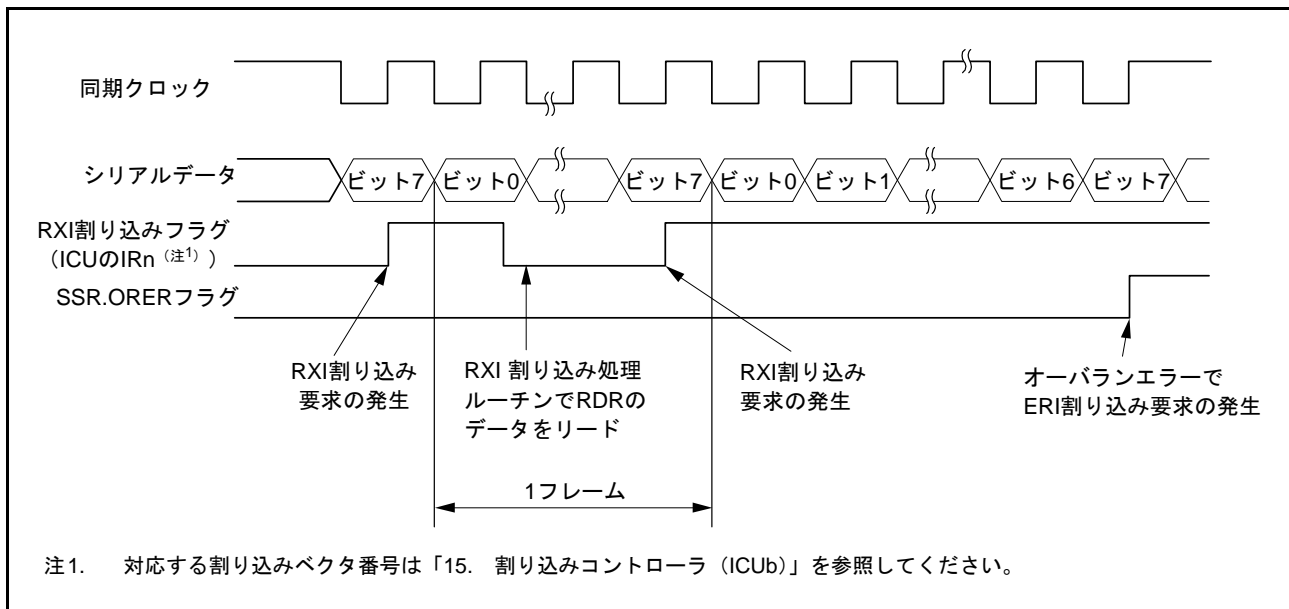 同期クロック
シリアルデータ
ビット7 ビット0 ビット7 ビット0 ビット1 ビット6 ビット7
RXI割り込みフラグ
(ICUのIRn(注1))
SSR.ORERフラグ
RXI割り込み
要求の発生
RXI 割り込み処理
ルーチンでRDRの
データをリード
RXI割り込み
要求の発生
オーバランエラーで
ERI割り込み要求の発生
1フレーム
注1. 対応する割り込みベクタ番号は「15. 割り込みコントローラ(ICUb)」を参照してください。